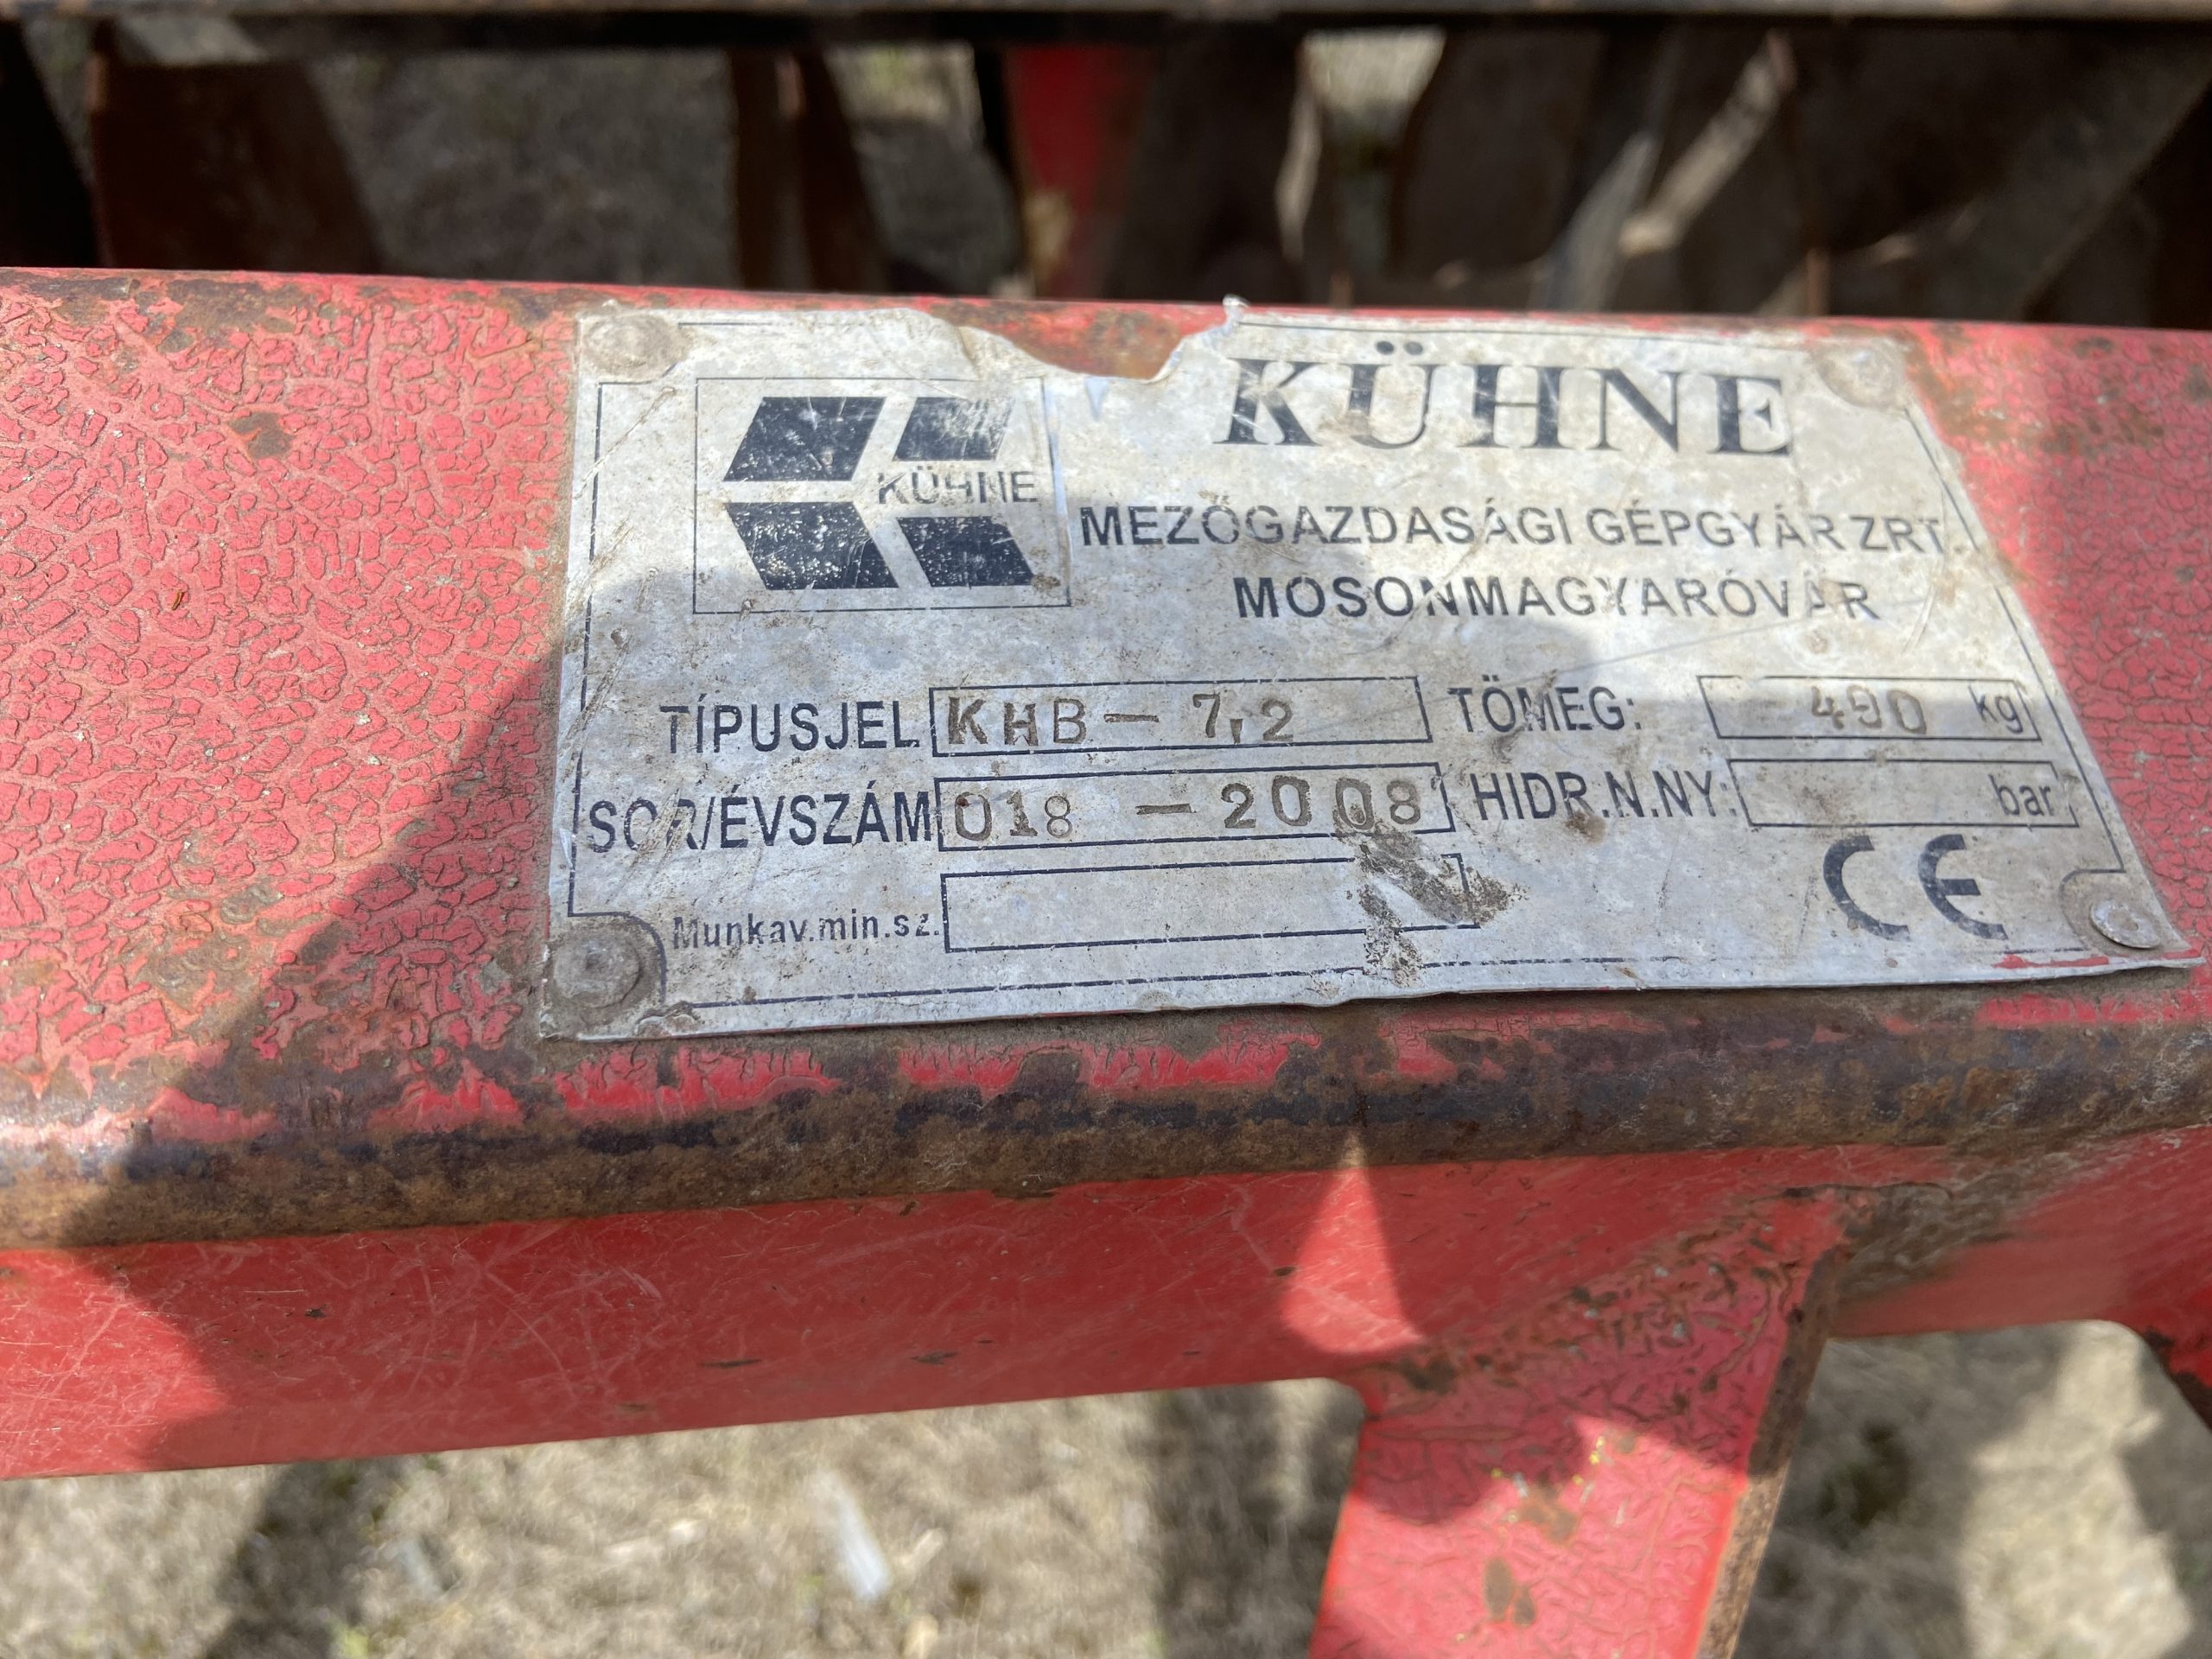 KÜHNE
KÜHNE
MEZŐGAZDASÁGI GÉPGYÁR ZRT.
MOSONMAGYARÓVÁR
TÍPUSJEL KHB - 7,2 TÖMEG: 490 kg
SOR/ÉVSZÁM 018 - 2008 HIDR.N.NY: bar
Munkav.min.sz.
CE